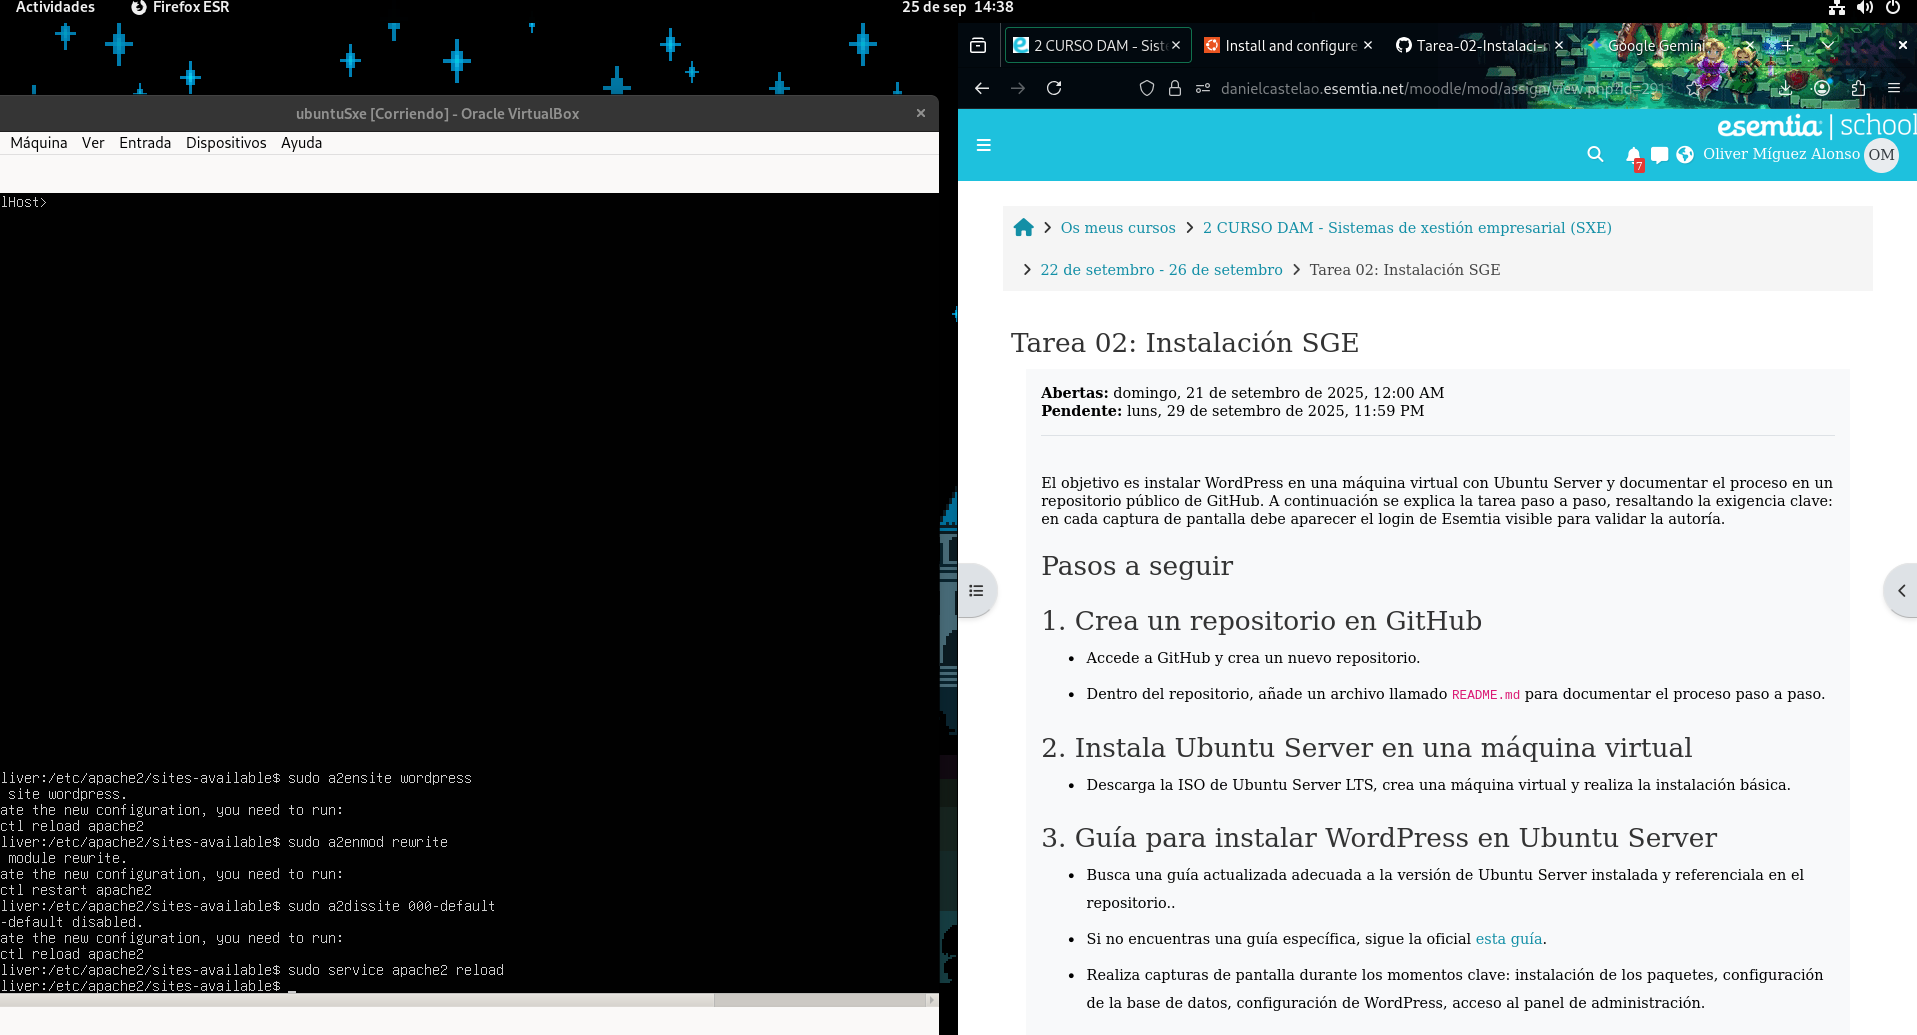 Actividades
Firefox ESR
25 de sep 14:38
ubuntuSxe [Corriendo] - Oracle VirtualBox
Máquina Ver Entrada Dispositivos Ayuda
lHost>
liver:/etc/apache2/sites-available$ sudo a2ensite wordpress
site wordpress.
ate the new configuration, you need to run:
ctl reload apache2
liver:/etc/apache2/sites-available$ sudo a2enmod rewrite
module rewrite.
ate the new configuration, you need to run:
ctl restart apache2
liver:/etc/apache2/sites-available$ sudo a2dissite 000-default
-default disabled.
ate the new configuration, you need to run:
ctl reload apache2
liver:/etc/apache2/sites-available$ sudo service apache2 reload
liver:/etc/apache2/sites-available$ _
2 CURSO DAM - Sist
Install and configure
Tarea-02-Instalaci
Google Gemini
danielcastelao.esemtia.net/moodle/mod/assign/view.php?id=291
esemtia | school
7
Oliver Míguez Alonso OM
Os meus cursos
2 CURSO DAM - Sistemas de xestión empresarial (SXE)
22 de setembro - 26 de setembro
Tarea 02: Instalación SGE
Tarea 02: Instalación SGE
Abertas: domingo, 21 de setembro de 2025, 12:00 AM
Pendente: luns, 29 de setembro de 2025, 11:59 PM
El objetivo es instalar WordPress en una máquina virtual con Ubuntu Server y documentar el proceso en un
repositorio público de GitHub. A continuación se explica la tarea paso a paso, resaltando la exigencia clave:
en cada captura de pantalla debe aparecer el login de Esemtia visible para validar la autoría.
Pasos a seguir
1. Crea un repositorio en GitHub
• Accede a GitHub y crea un nuevo repositorio.
• Dentro del repositorio, añade un archivo llamado README.md para documentar el proceso paso a paso.
2. Instala Ubuntu Server en una máquina virtual
• Descarga la ISO de Ubuntu Server LTS, crea una máquina virtual y realiza la instalación básica.
3. Guía para instalar WordPress en Ubuntu Server
• Busca una guía actualizada adecuada a la versión de Ubuntu Server instalada y referenciala en el
repositorio..
• Si no encuentras una guía específica, sigue la oficial esta guía.
• Realiza capturas de pantalla durante los momentos clave: instalación de los paquetes, configuración
de la base de datos, configuración de WordPress, acceso al panel de administración.